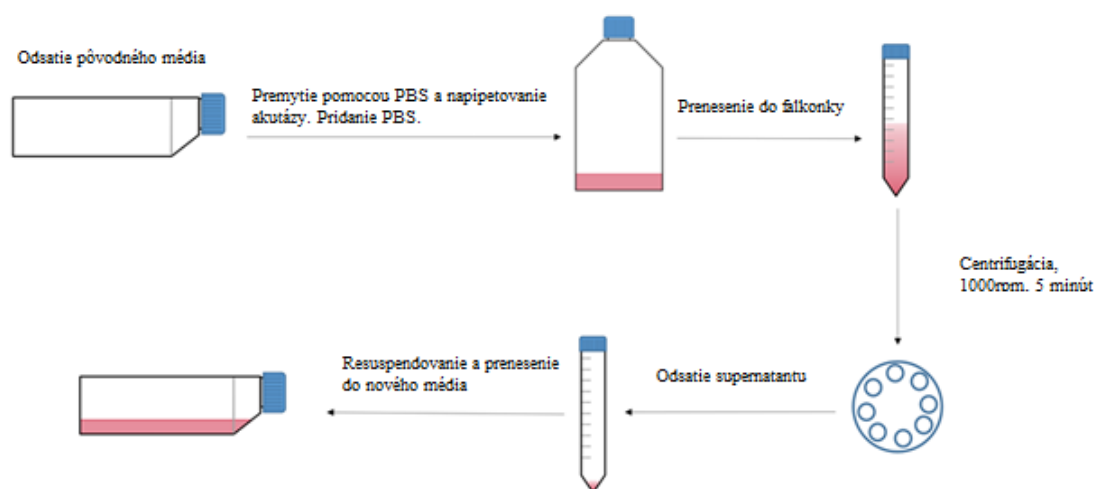 Odsatie pôvodného média
Premytie pomocou PBS a napipetovanie
akutázy. Pridanie PBS.
Prenesenie do falkonky
Centrifugácia,
1000rom. 5 minút
Odsatie supernatantu
Resuspendovanie a prenesenie
do nového média